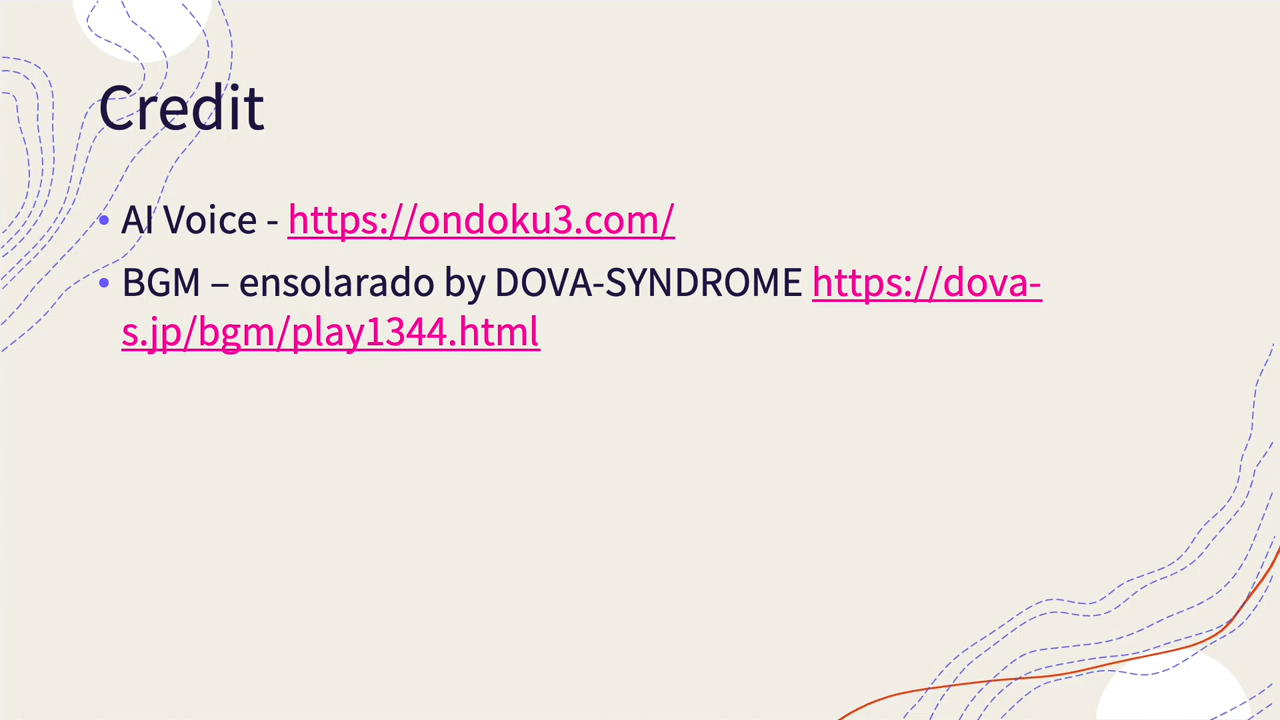 Credit
• AI Voice - https://ondoku3.com/
• BGM – ensolarado by DOVA-SYNDROME https://dova-
s.jp/bgm/play1344.html